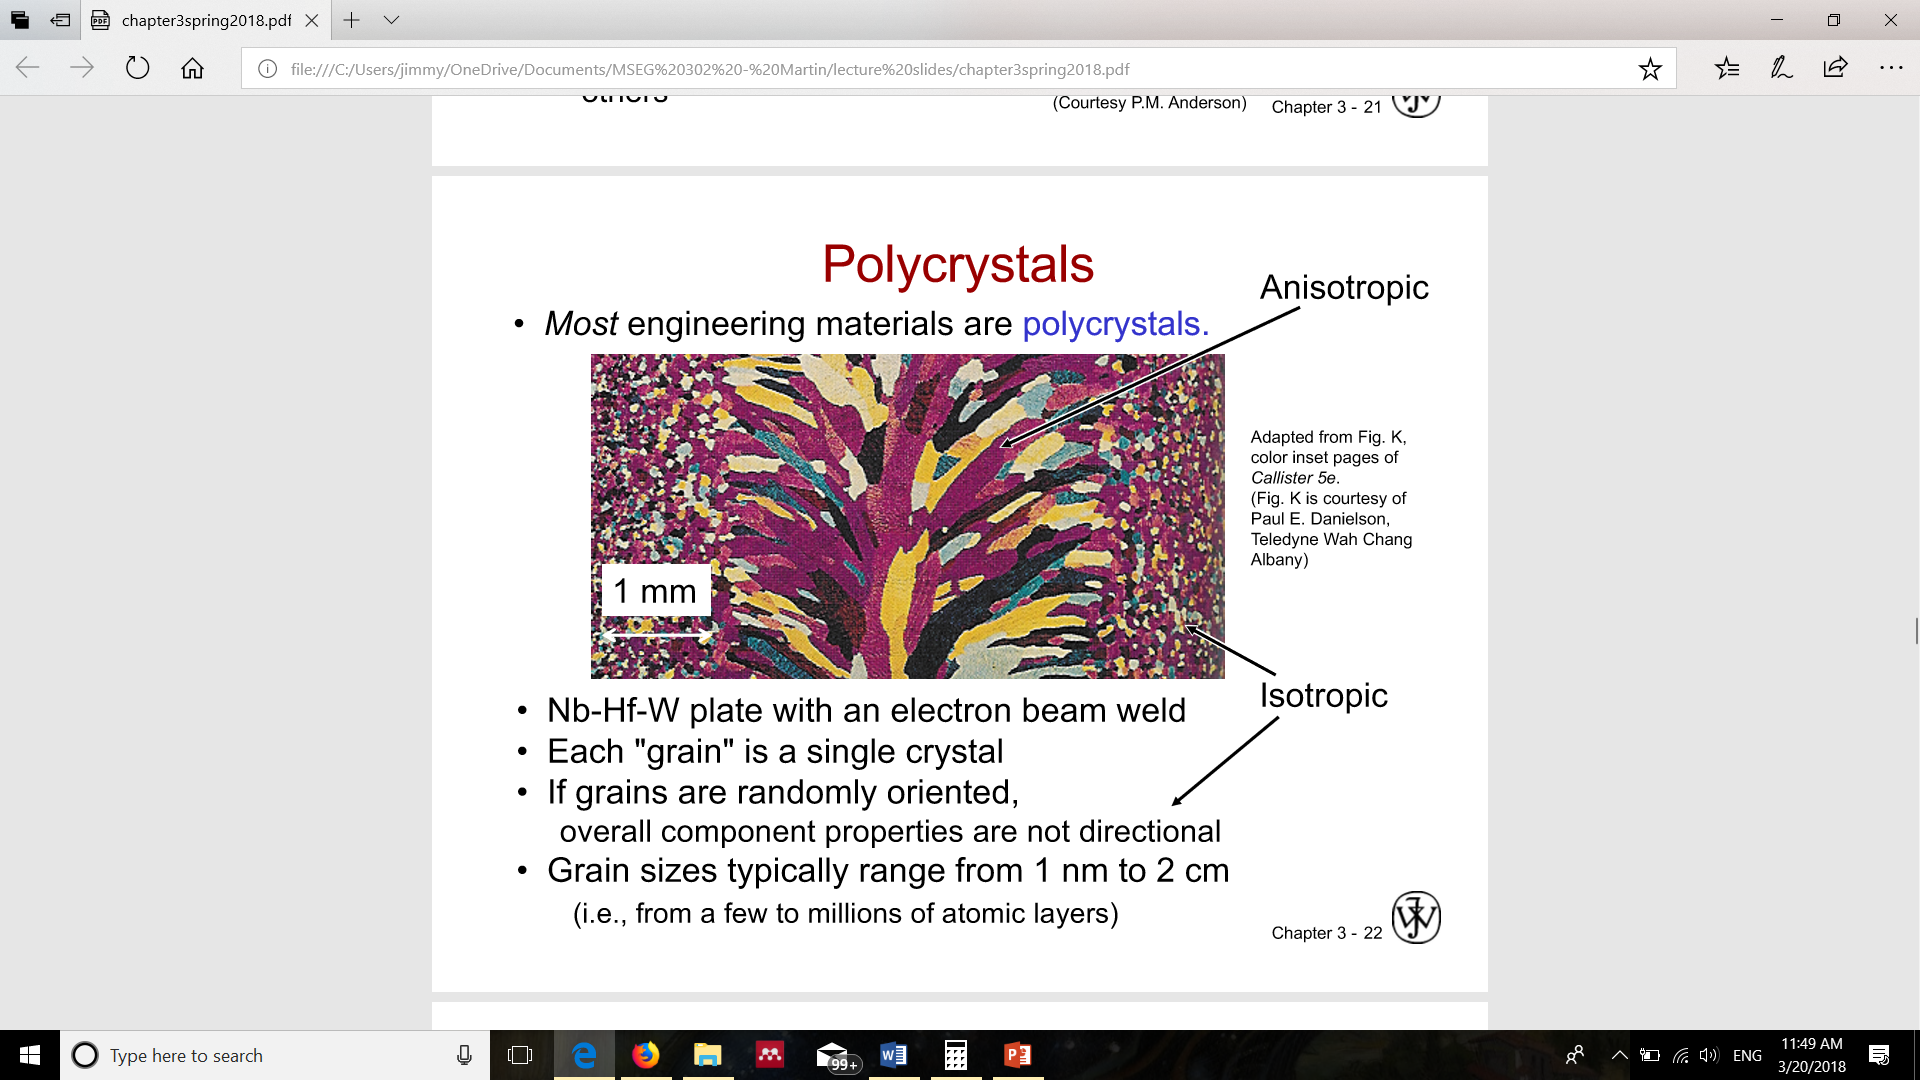 chapter3spring2018.pdf
file:///C:/Users/jimmy/OneDrive/Documents/MSEG%20302%20-%20Martin/lecture%20slides/chapter3spring2018.pdf
others
(Courtesy P.M. Anderson)
Chapter 3 - 21
Polycrystals
Anisotropic
• Most engineering materials are polycrystals.
Adapted from Fig. K,
color inset pages of
Callister 5e.
(Fig. K is courtesy of
Paul E. Danielson,
Teledyne Wah Chang
Albany)
1 mm
Isotropic
• Nb-Hf-W plate with an electron beam weld
• Each "grain" is a single crystal
• If grains are randomly oriented,
overall component properties are not directional
• Grain sizes typically range from 1 nm to 2 cm
(i.e., from a few to millions of atomic layers)
Chapter 3 - 22
Type here to search
99+
ENG
11:49 AM
3/20/2018